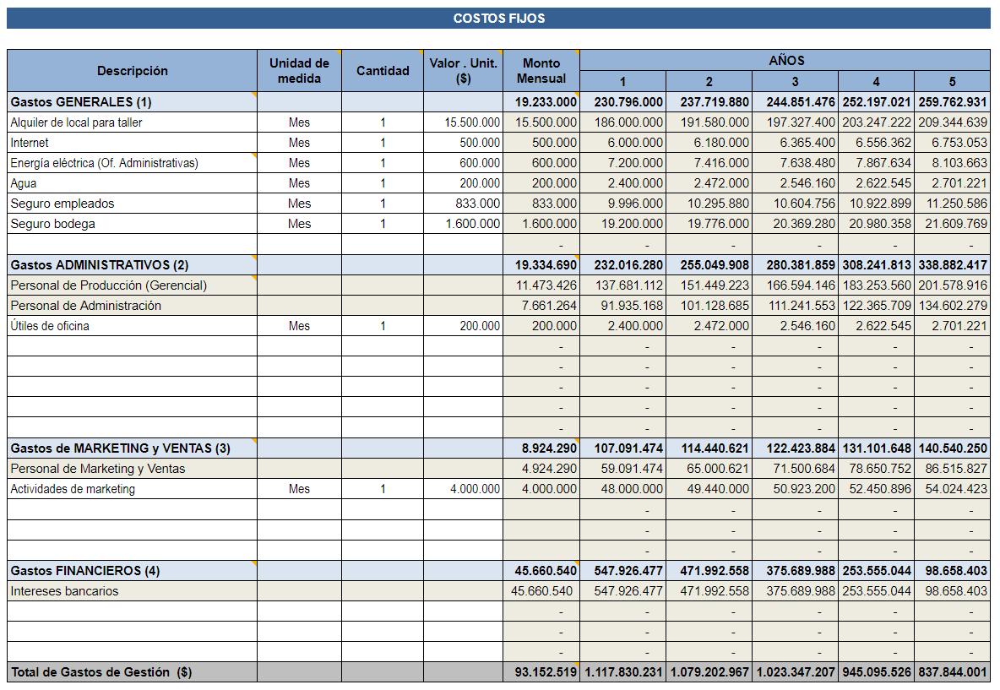 COSTOS FIJOS
Descripción Unidad de medida Cantidad Valor . Unit. ($) Monto Mensual AÑOS
1 2 3 4 5
Gastos GENERALES (1) 19.233.000 230.796.000 237.719.880 244.851.476 252.197.021 259.762.931
Alquiler de local para taller Mes 1 15.500.000 15.500.000 186.000.000 191.580.000 197.327.400 203.247.222 209.344.639
Internet Mes 1 500.000 500.000 6.000.000 6.180.000 6.365.400 6.556.362 6.753.053
Energía eléctrica (Of. Administrativas) Mes 1 600.000 600.000 7.200.000 7.416.000 7.638.480 7.867.634 8.103.663
Agua Mes 1 200.000 200.000 2.400.000 2.472.000 2.546.160 2.622.545 2.701.221
Seguro empleados Mes 1 833.000 833.000 9.996.000 10.295.880 10.604.756 10.922.899 11.250.586
Seguro bodega Mes 1 1.600.000 1.600.000 19.200.000 19.776.000 20.369.280 20.980.358 21.609.769
- - - - - -
Gastos ADMINISTRATIVOS (2) 19.334.690 232.016.280 255.049.908 280.381.859 308.241.813 338.882.417
Personal de Producción (Gerencial) 11.473.426 137.681.112 151.449.223 166.594.146 183.253.560 201.578.916
Personal de Administración 7.661.264 91.935.168 101.128.685 111.241.553 122.365.709 134.602.279
Útiles de oficina Mes 1 200.000 200.000 2.400.000 2.472.000 2.546.160 2.622.545 2.701.221
- - - - - -
- - - - - -
- - - - - -
- - - - - -
- - - - - -
Gastos de MARKETING y VENTAS (3) 8.924.290 107.091.474 114.440.621 122.423.884 131.101.648 140.540.250
Personal de Marketing y Ventas 4.924.290 59.091.474 65.000.621 71.500.684 78.650.752 86.515.827
Actividades de marketing Mes 1 4.000.000 4.000.000 48.000.000 49.440.000 50.923.200 52.450.896 54.024.423
- - - - -
- - - - -
- - - - -
Gastos FINANCIEROS (4) 45.660.540 547.926.477 471.992.558 375.689.988 253.555.044 98.658.403
Intereses bancarios 45.660.540 547.926.477 471.992.558 375.689.988 253.555.044 98.658.403
- - - - - -
- - - - - -
- - - - - -
Total de Gastos de Gestión ($) 93.152.519 1.117.830.231 1.079.202.967 1.023.347.207 945.095.526 837.844.001